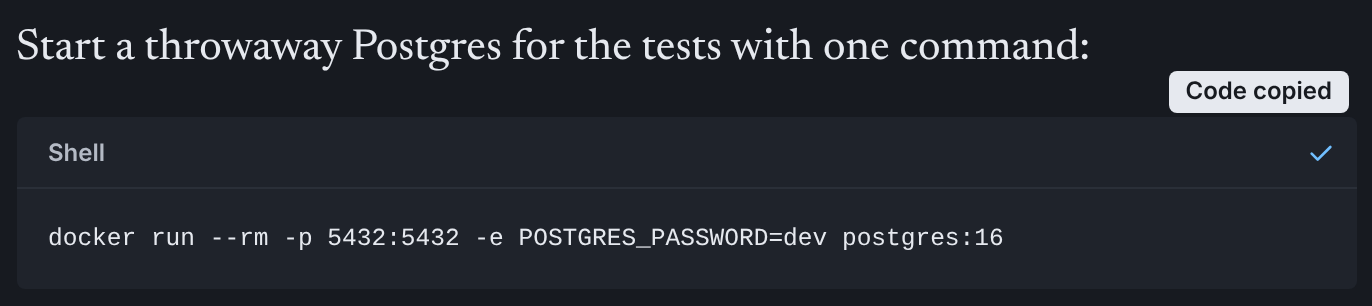 Start a throwaway Postgres for the tests with one command:
Code copied
Shell
docker run --rm -p 5432:5432 -e POSTGRES_PASSWORD=dev postgres:16